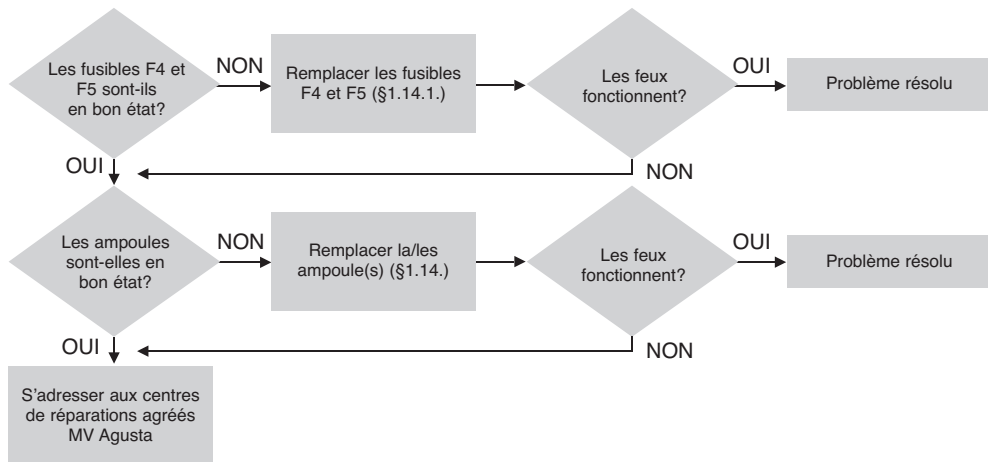 Les fusibles F4 et
F5 sont-ils
en bon état?
NON
Remplacer les fusibles
F4 et F5 (§1.14.1.)
Les feux
fonctionnent?
OUI
Problème résolu
OUI
NON
Les ampoules
sont-elles en
bon état?
NON
Remplacer la/les
ampoule(s) (§1.14.)
Les feux
fonctionnent?
OUI
Problème résolu
OUI
NON
S'adresser aux centres
de réparations agréés
MV Agusta